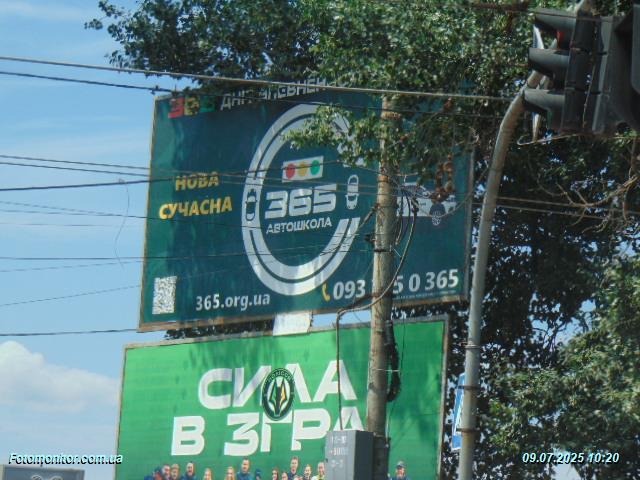 365
НОВА
СУЧАСНА
365
АВТОШКОЛА
365.org.ua
093
5 0 365
СИЛА
В ЗГРА
Fotomonitor.com.ua
09.07.2025 10:20